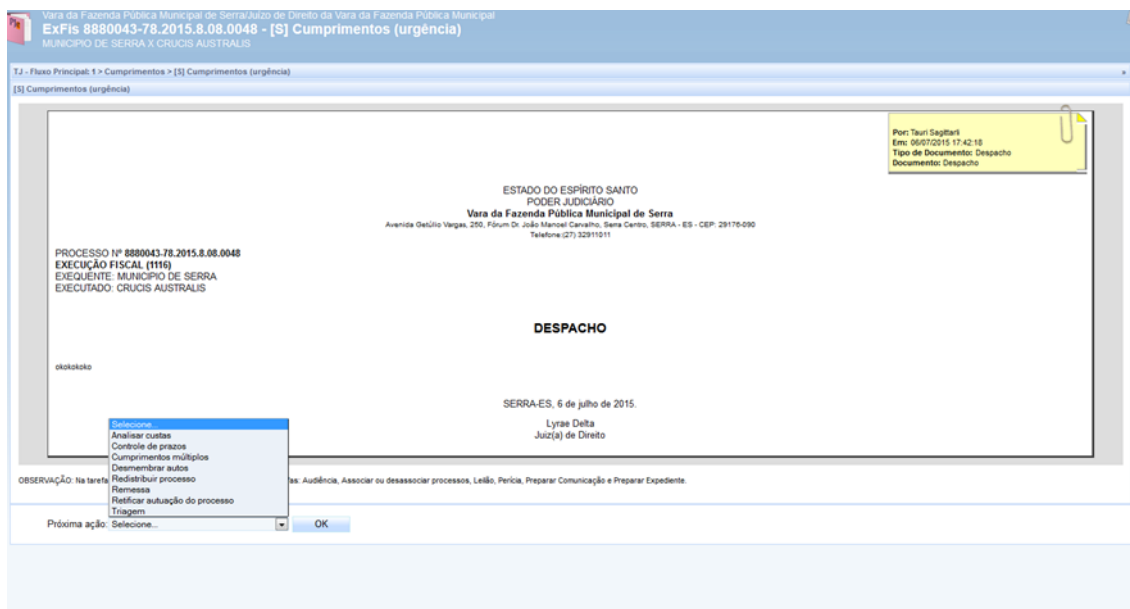 Vara da Fazenda Pública Municipal de Serra/Juízo de Direito da Vara da Fazenda Pública Municipal
ExFis 8880043-78.2015.8.08.0048 - [S] Cumprimentos (urgência)
MUNICIPIO DE SERRA X CRUCIS AUSTRALIS
TJ - Fluxo Principal: 1 > Cumprimentos > [S] Cumprimentos (urgência)
[S] Cumprimentos (urgência)
Por: Tauri Sagittarii
Em: 06/07/2015 17:42:18
Tipo de Documento: Despacho
Documento: Despacho
ESTADO DO ESPÍRITO SANTO
PODER JUDICIÁRIO
Vara da Fazenda Pública Municipal de Serra
Avenida Getúlio Vargas, 250, Fórum Dr. João Manoel Carvalho, Serra Centro, SERRA - ES - CEP: 29176-090
Telefone:(27) 32911011
PROCESSO Nº 8880043-78.2015.8.08.0048
EXECUÇÃO FISCAL (1116)
EXEQUENTE: MUNICIPIO DE SERRA
EXECUTADO: CRUCIS AUSTRALIS
DESPACHO
okokokoko
SERRA-ES, 6 de julho de 2015.
Lyrae Delta
Juiz(a) de Direito
Selecione...
Analisar custas
Controle de prazos
Cumprimentos múltiplos
Desmembrar autos
Redistribuir processo
Remessa
Retificar autuação do processo
Triagem
OBSERVAÇÃO: Na tarefa as: Audiência, Associar ou desassociar processos, Leilão, Perícia, Preparar Comunicação e Preparar Expediente.
Próxima ação: Selecione... OK